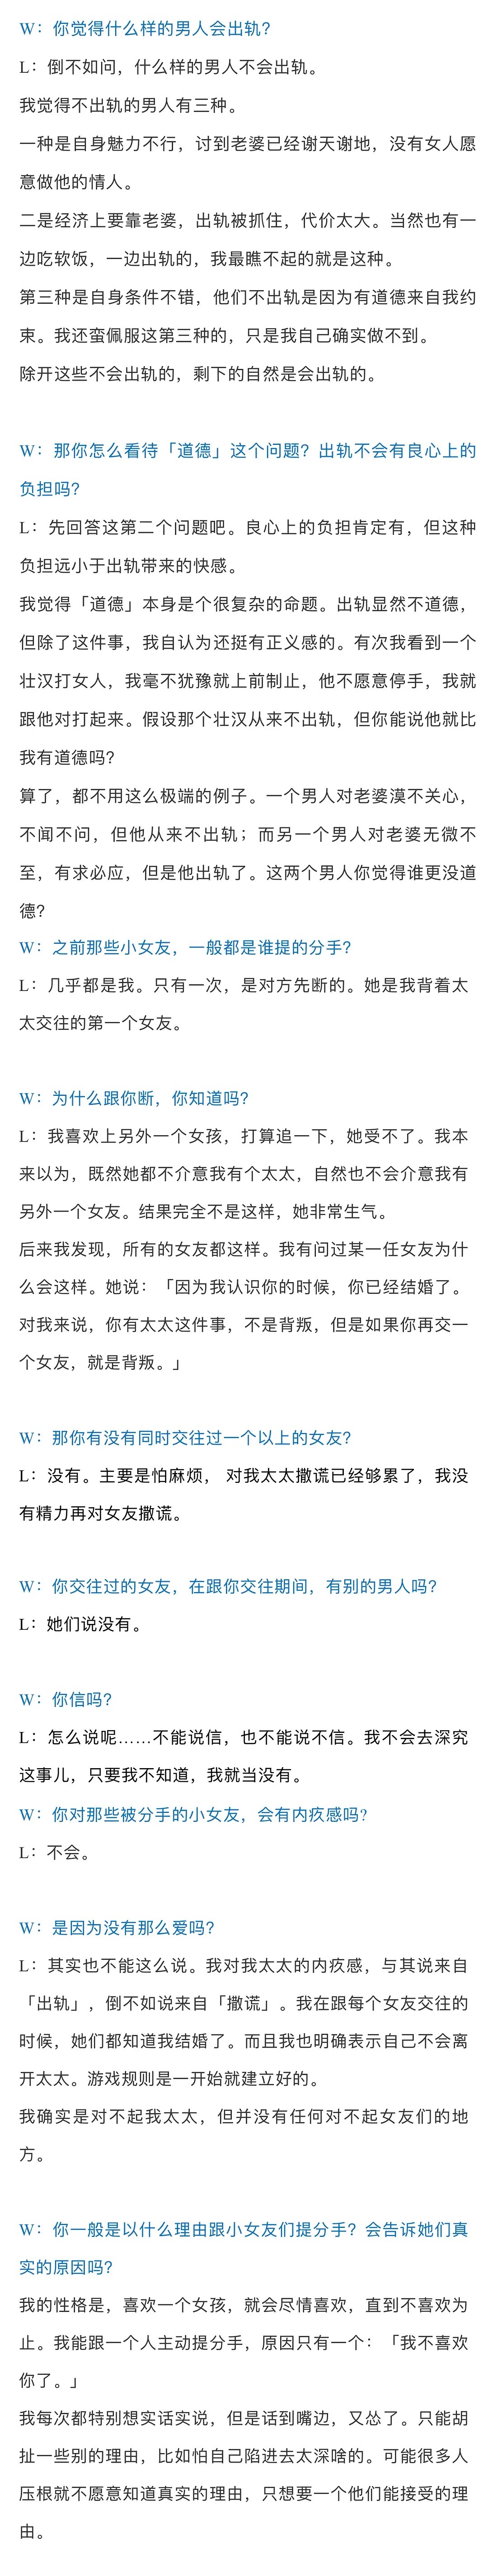 W：你觉得什么样的男人会出轨？
L：倒不如问，什么样的男人不会出轨。
我觉得不出轨的男人有三种。
一种是自身魅力不行，讨到老婆已经谢天谢地，没有女人愿
意做他的情人。
二是经济上要靠老婆，出轨被抓住，代价太大。当然也有一
边吃软饭，一边出轨的，我最瞧不起的就是这种。
第三种是自身条件不错，他们不出轨是因为有道德来自我约
束。我还蛮佩服这第三种的，只是我自己确实做不到。
除开这些不会出轨的，剩下的自然是会出轨的。
W：那你怎么看待「道德」这个问题？出轨不会有良心上的
负担吗？
L：先回答这第二个问题吧。良心上的负担肯定有，但这种
负担远小于出轨带来的快感。
我觉得「道德」本身是个很复杂的命题。出轨显然不道德，
但除了这件事，我自认为还挺有正义感的。有次我看到一个
壮汉打女人，我毫不犹豫就上前制止，他不愿意停手，我就
跟他对打起来。假设那个壮汉从来不出轨，但你能说他就比
我有道德吗？
算了，都不用这么极端的例子。一个男人对老婆漠不关心，
不闻不问，但他从来不出轨；而另一个男人对老婆无微不
至，有求必应，但是他出轨了。这两个男人你觉得谁更没道
德？
W：之前那些小女友，一般都是谁提的分手？
L：几乎都是我。只有一次，是对方先断的。她是我背着太
太交往的第一个女友。
W：为什么跟你断，你知道吗？
L：我喜欢上另外一个女孩，打算追一下，她受不了。我本
来以为，既然她都不介意我有个太太，自然也不会介意我有
另外一个女友。结果完全不是这样，她非常生气。
后来我发现，所有的女友都这样。我有问过某一任女友为什
么会这样。她说：「因为我认识你的时候，你已经结婚了。
对我来说，你有太太这件事，不是背叛，但是如果你再交一
个女友，就是背叛。」
W：那你有没有同时交往过一个以上的女友？
L：没有。主要是怕麻烦， 对我太太撒谎已经够累了，我没
有精力再对女友撒谎。
W：你交往过的女友，在跟你交往期间，有别的男人吗？
L：她们说没有。
W：你信吗？
L：怎么说呢……不能说信，也不能说不信。我不会去深究
这事儿，只要我不知道，我就当没有。
W：你对那些被分手的小女友，会有内疚感吗？
L：不会。
W：是因为没有那么爱吗？
L：其实也不能这么说。我对我太太的内疚感，与其说来自
「出轨」，倒不如说来自「撒谎」。我在跟每个女友交往的
时候，她们都知道我结婚了。而且我也明确表示自己不会离
开太太。游戏规则是一开始就建立好的。
我确实是对不起我太太，但并没有任何对不起女友们的地
方。
W：你一般是以什么理由跟小女友们提分手？会告诉她们真
实的原因吗？
我的性格是，喜欢一个女孩，就会尽情喜欢，直到不喜欢为
止。我能跟一个人主动提分手，原因只有一个：「我不喜欢
你了。」
我每次都特别想实话实说，但是话到嘴边，又怂了。只能胡
扯一些别的理由，比如怕自己陷进去太深啥的。可能很多人
压根就不愿意知道真实的理由，只想要一个他们能接受的理
由。